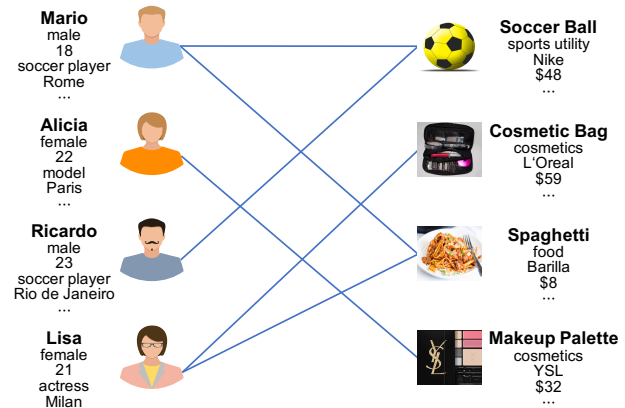 Mario
male
18
soccer player
Rome
...
Alicia
female
22
model
Paris
...
Ricardo
male
23
soccer player
Rio de Janeiro
...
Lisa
female
21
actress
Milan
Soccer Ball
sports utility
Nike
$48
...
Cosmetic Bag
cosmetics
L'Oreal
$59
...
Spaghetti
food
Barilla
$8
...
Makeup Palette
cosmetics
YSL
$32
...
YSL